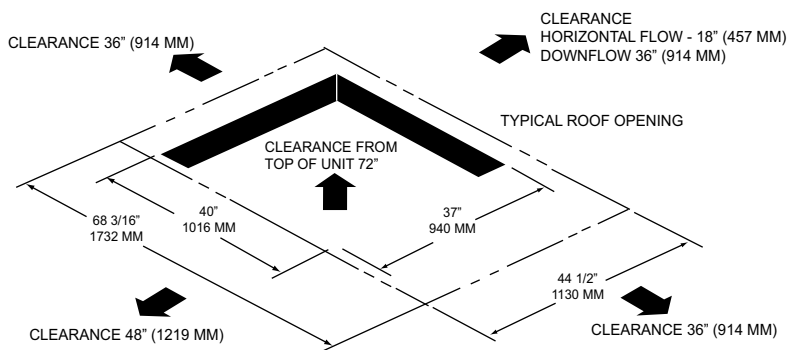 CLEARANCE
HORIZONTAL FLOW - 18” (457 MM)
DOWNFLOW 36” (914 MM)
CLEARANCE 36” (914 MM)
TYPICAL ROOF OPENING
CLEARANCE FROM
TOP OF UNIT 72”
68 3/16”
1732 MM
40”
1016 MM
37”
940 MM
44 1/2”
1130 MM
CLEARANCE 48” (1219 MM)
CLEARANCE 36” (914 MM)